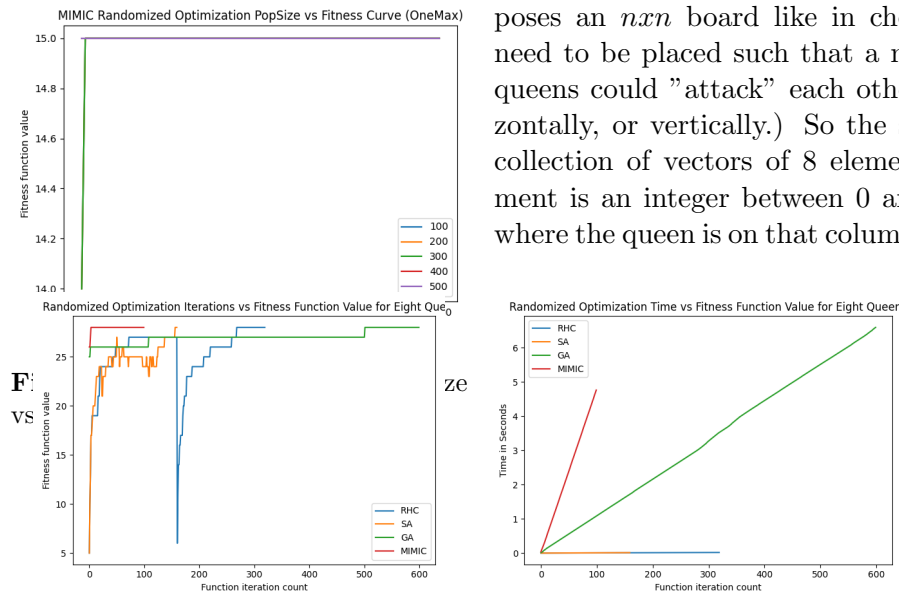 MIMIC Randomized Optimization PopSize vs Fitness Curve (OneMax)
15.0
14.8
14.6
14.4
14.2
14.0
Fitness function value
100
200
300
400
500
0
poses an nxn board like in
need to be placed such that a
queens could "attack" each
zontally, or vertically.) So the
collection of vectors of 8
ment is an integer between 0
where the queen is on that
Randomized Optimization Iterations vs Fitness Function Value for Eight
25
20
15
10
5
Fitness function value
RHC
SA
GA
MIMIC
0 100 200 300 400 500 600
Function iteration count
ze
vs
Randomized Optimization Time vs Fitness Function Value for Eight Queen
6
5
4
3
2
1
0
Time in Seconds
RHC
SA
GA
MIMIC
0 100 200 300 400 500 600
Function iteration count